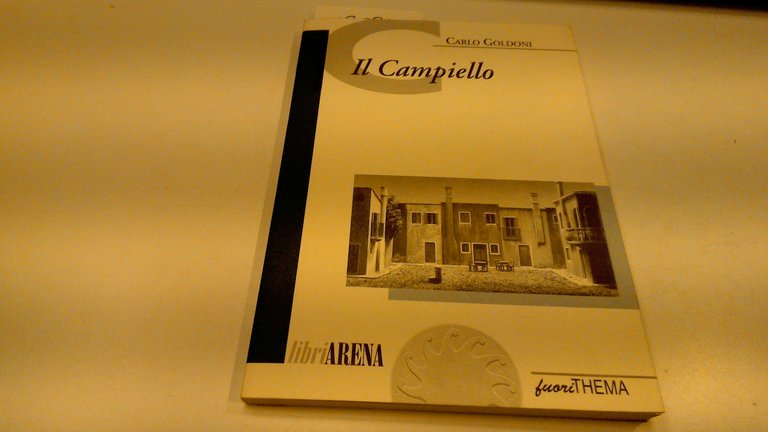 CARLO GOLDONI
Il Campiello
libriARENA
fuoriTHEMA